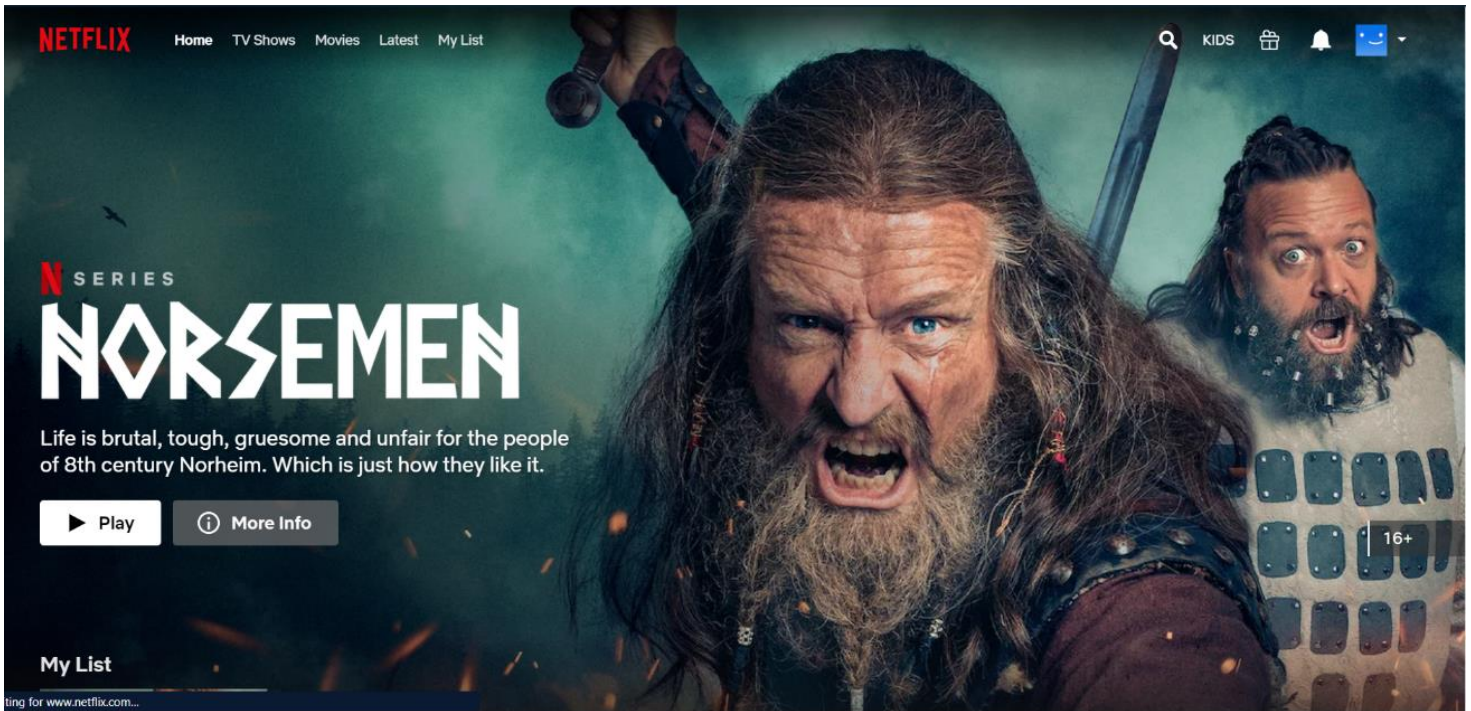 NETFLIX Home TV Shows Movies Latest My List KIDS
N SERIES
NORSEMEN
Life is brutal, tough, gruesome and unfair for the people
of 8th century Norheim. Which is just how they like it.
Play More Info
16+
My List
ting for www.netflix.com...